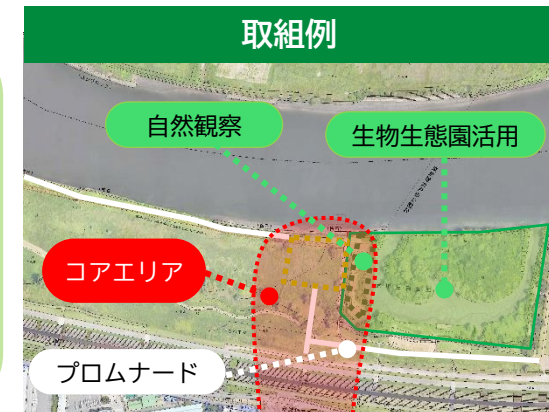 取組例
自然観察
生物生態園活用
コアエリア
プロムナード